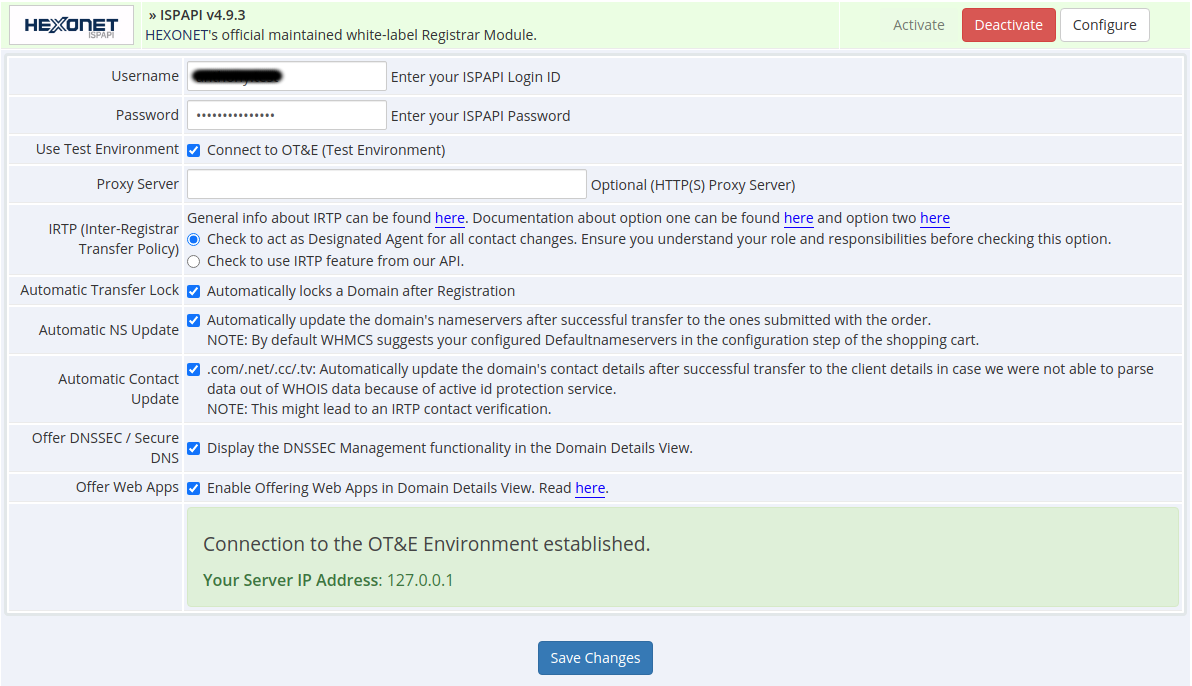 HEXONET
ISPAPI
» ISPAPI v4.9.3
HEXONET's official maintained white-label Registrar Module.
Activate
Deactivate
Configure
Username
Enter your ISPAPI Login ID
Password
•••••••••••••••
Enter your ISPAPI Password
Use Test Environment
Connect to OT&E (Test Environment)
Proxy Server
Optional (HTTP(S) Proxy Server)
IRTP (Inter-Registrar
Transfer Policy)
General info about IRTP can be found here. Documentation about option one can be found here and option two here
Check to act as Designated Agent for all contact changes. Ensure you understand your role and responsibilities before checking this option.
Check to use IRTP feature from our API.
Automatic Transfer Lock
Automatically locks a Domain after Registration
Automatic NS Update
Automatically update the domain's nameservers after successful transfer to the ones submitted with the order.
NOTE: By default WHMCS suggests your configured Defaultnameservers in the configuration step of the shopping cart.
Automatic Contact
Update
.com/.net/.cc/.tv: Automatically update the domain's contact details after successful transfer to the client details in case we were not able to parse
data out of WHOIS data because of active id protection service.
NOTE: This might lead to an IRTP contact verification.
Offer DNSSEC / Secure
DNS
Display the DNSSEC Management functionality in the Domain Details View.
Offer Web Apps
Enable Offering Web Apps in Domain Details View. Read here.
Connection to the OT&E Environment established.
Your Server IP Address: 127.0.0.1
Save Changes